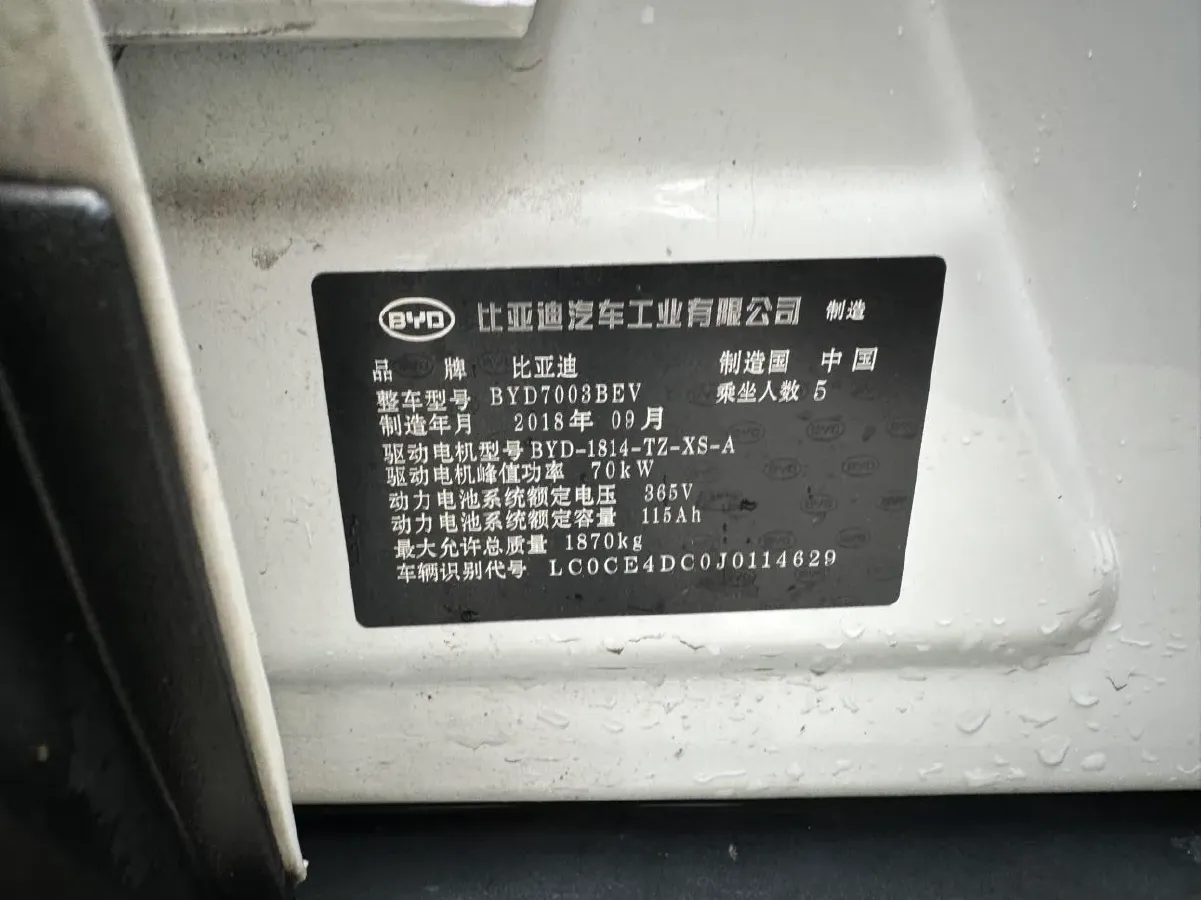 BYD 比亚迪汽车工业有限公司 制造
品 牌 比亚迪 制造国 中国
整车型号 BYD7003BEV 乘坐人数 5
制造年月 2018年 09月
驱动电机型号 BYD-1814-TZ-XS-A
驱动电机峰值功率 70kW
动力电池系统额定电压 365V
动力电池系统额定容量 115Ah
最大允许总质量 1870kg
车辆识别代号 LC0CE4DC0J0114629